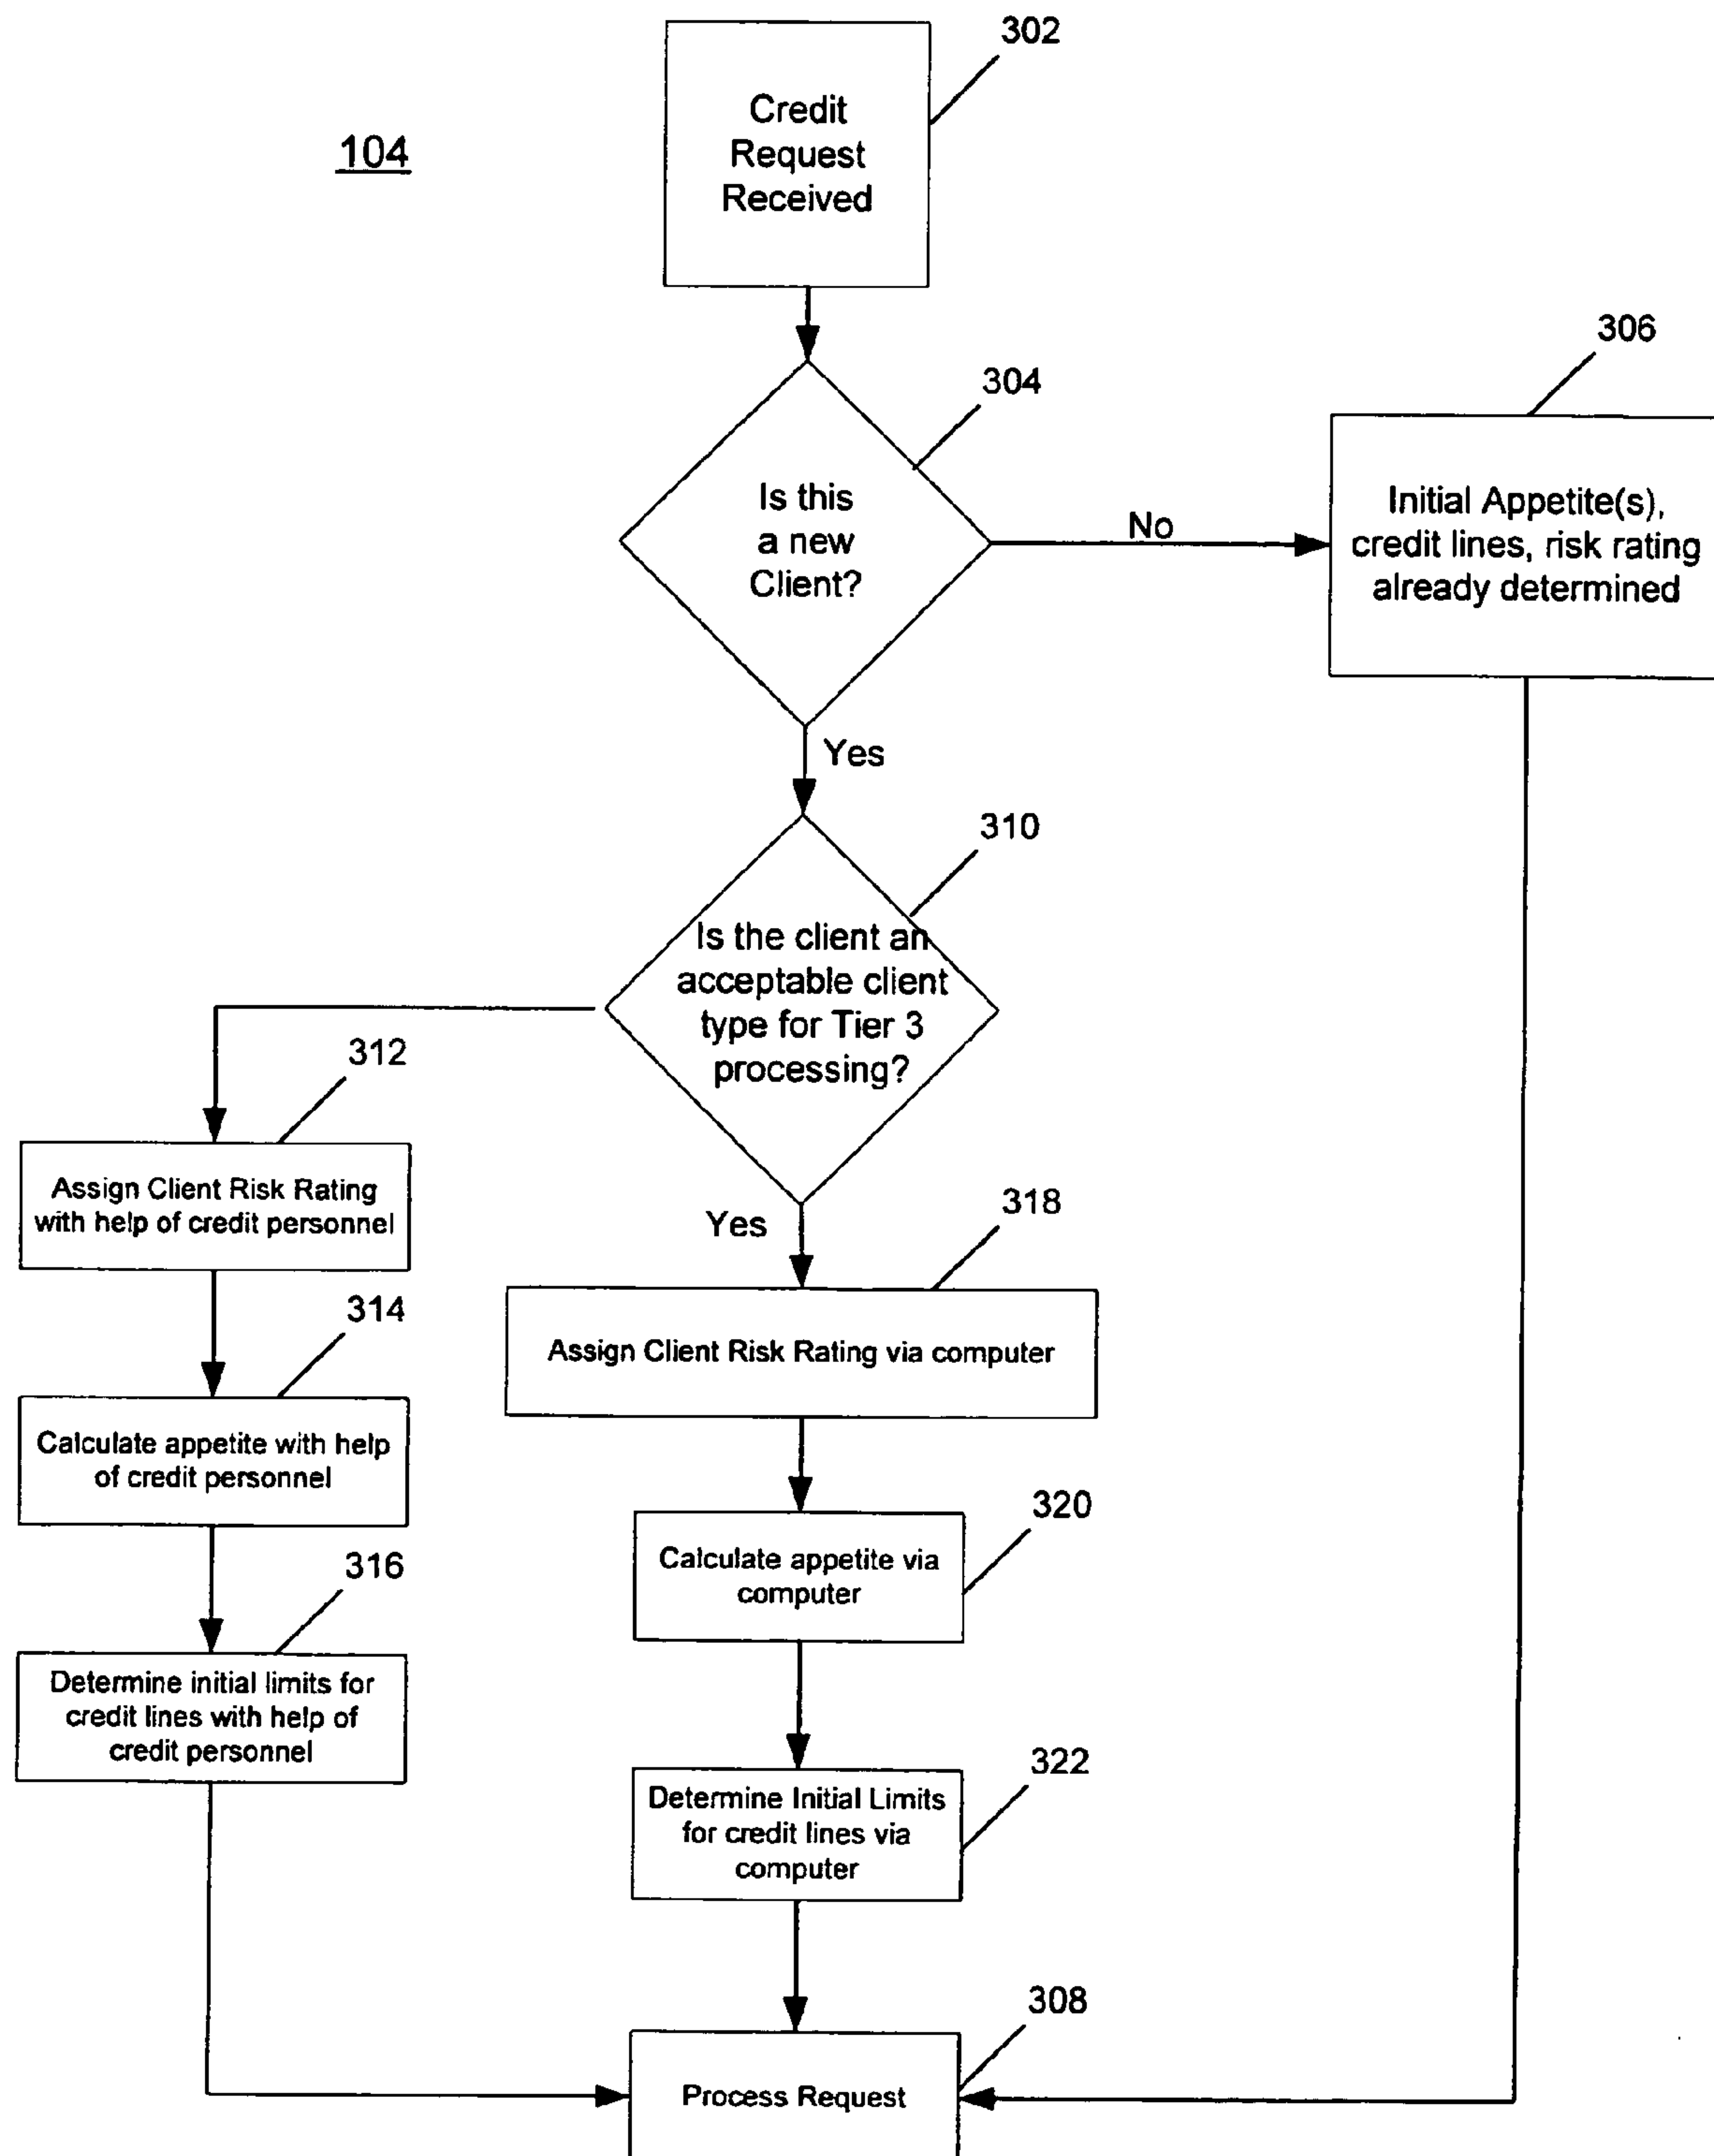 302
104
Credit
Request
Received
304
306
Is this
a new
Client?
No
Initial Appetite(s),
credit lines, risk rating
already determined
Yes
310
Is the client an
acceptable client
type for Tier 3
processing?
312
Assign Client Risk Rating
with help of credit personnel
Yes
318
Assign Client Risk Rating via computer
314
Calculate appetite with help
of credit personnel
320
Calculate appetite via
computer
316
Determine initial limits for
credit lines with help of
credit personnel
322
Determine Initial Limits
for credit lines via
computer
308
Process Request